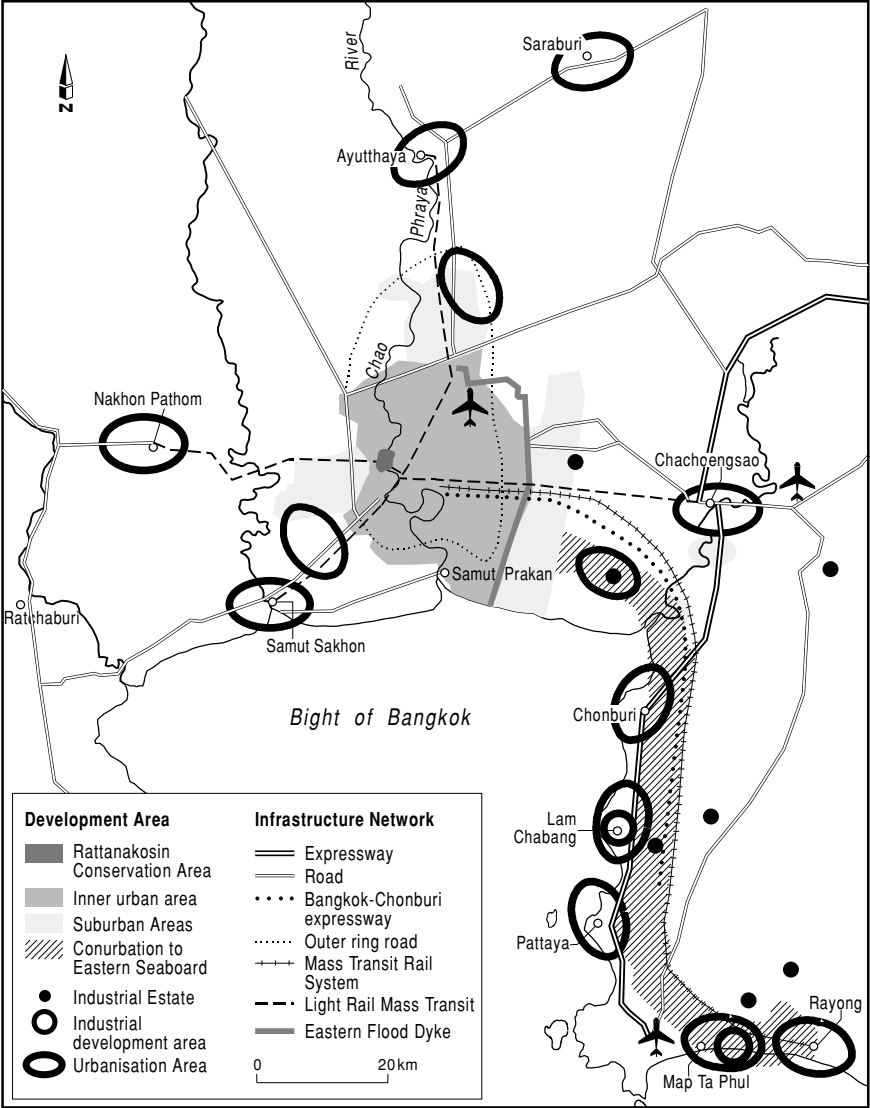 N
River
Saraburi
Ayutthaya
Phraya
Chao
Nakhon Pathom
Chachoengsao
Samut Prakan
Ratchaburi
Samut Sakhon
Bight of Bangkok
Chonburi
Lam
Chabang
Pattaya
Rayong
Map Ta Phul
Development Area
Rattanakosin
Conservation Area
Inner urban area
Suburban Areas
Conurbation to
Eastern Seaboard
Industrial Estate
Industrial
development area
Urbanisation Area
Infrastructure Network
Expressway
Road
Bangkok-Chonburi
expressway
Outer ring road
Mass Transit Rail
System
Light Rail Mass Transit
Eastern Flood Dyke
0 20 km